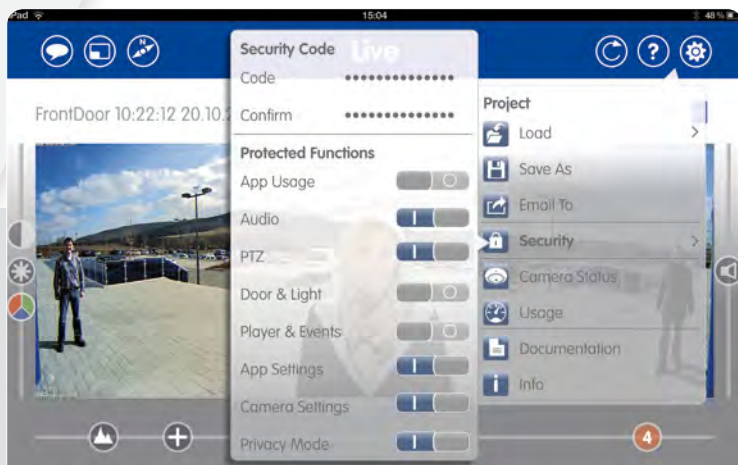 Pad 15:04 48 %
N
Live
FrontDoor 10:22:12 20.10.2
Security Code
Code ••••••••••••••
Confirm ••••••••••••••
Protected Functions
App Usage
Audio
PTZ
Door & Light
Player & Events
App Settings
Camera Settings
Privacy Mode
Project
Load
Save As
Email To
Security
Camera Status
Usage
Documentation
Info
4